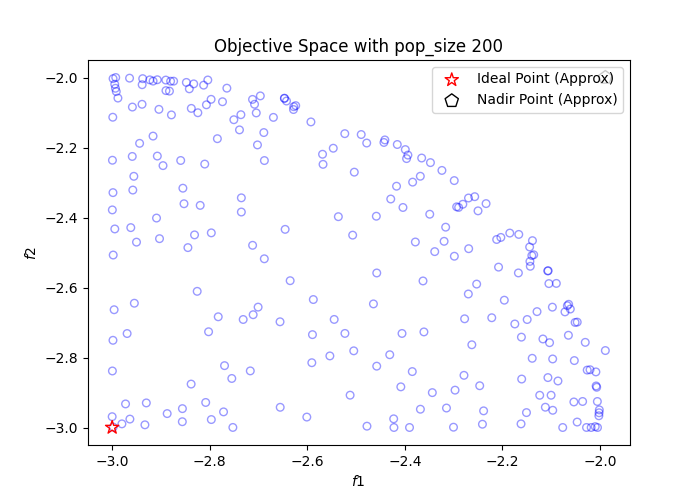 Objective Space with pop_size 200
Ideal Point (Approx)
Nadir Point (Approx)
f2
−2.0
−2.2
−2.4
−2.6
−2.8
−3.0
−3.0 −2.8 −2.6 −2.4 −2.2 −2.0
f1